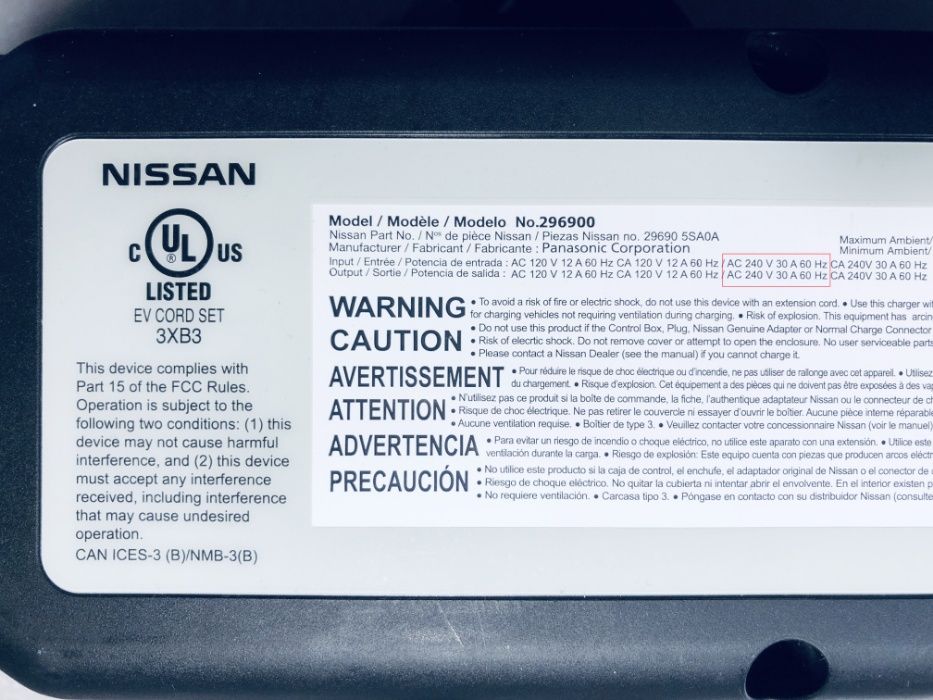 NISSAN
C UL US
LISTED
EV CORD SET
3XB3
This device complies with
Part 15 of the FCC Rules.
Operation is subject to the
following two conditions: (1) this
device may not cause harmful
interference, and (2) this device
must accept any interference
received, including interference
that may cause undesired
operation.
CAN ICES-3 (B)/NMB-3(B)
Model / Modèle / Modelo No.296900
Nissan Part No. / Nos de pièce Nissan / Piezas Nissan no. 29690 5SA0A
Manufacturer / Fabricant / Fabricante : Panasonic Corporation
Maximum Ambient/
Minimum Ambient/
Input / Entrée / Potencia de entrada : AC 120 V 12 A 60 Hz CA 120 V 12 A 60 Hz / AC 240 V 30 A 60 Hz CA 240V 30 A 60 Hz
Output / Sortie / Potencia de salida : AC 120 V 12 A 60 Hz CA 120 V 12 A 60 Hz / AC 240 V 30 A 60 Hz CA 240V 30 A 60 Hz
WARNING
• To avoid a risk of fire or electric shock, do not use this device with an extension cord. • Use this charger
for charging vehicles not requiring ventilation during charging. • Risk of explosion. This equipment has
CAUTION
• Do not use this product if the Control Box, Plug, Nissan Genuine Adapter or Normal Charge Connector
• Risk of elecrtic shock. Do not remove cover or attempt to open the enclosure. No user serviceable parts
• Please contact a Nissan Dealer (see the manual) if you cannot charge it.
AVERTISSEMENT
• Pour réduire le risque de choc électrique ou d'incendie, ne pas utiliser de rallonge avec cet appareil. •
du chargement. • Risque d'explosion. Cet équipement a des pièces qui ne doivent pas être exposées à des
ATTENTION
• N'utilisez pas ce produit si la boîte de commande, la fiche, l'authentique adaptateur Nissan ou le connecteur de
• Risque de choc électrique. Ne pas retirer le couvercle ni essayer d'ouvrir le boîtier. Aucune pièce interne
• Aucune ventilation requise. • Boîtier de type 3. • Veuillez contacter votre concessionnaire Nissan (voir le manuel)
ADVERTENCIA
• Para evitar un riesgo de incendio o choque eléctrico, no utilice este aparato con una extensión. • Utilice este
ventilación durante la carga. • Riesgo de explosión: Este equipo cuenta con piezas que producen arcos
PRECAUCIÓN
• No utilice este producto si la caja de control, el enchufe, el adaptador original de Nissan o el conector de
• Riesgo de choque eléctrico. No quitar la cubierta ni intentar abrir el envolvente. En el interior existen
• No requiere ventilación. • Carcasa tipo 3. • Póngase en contacto con su distribuidor Nissan